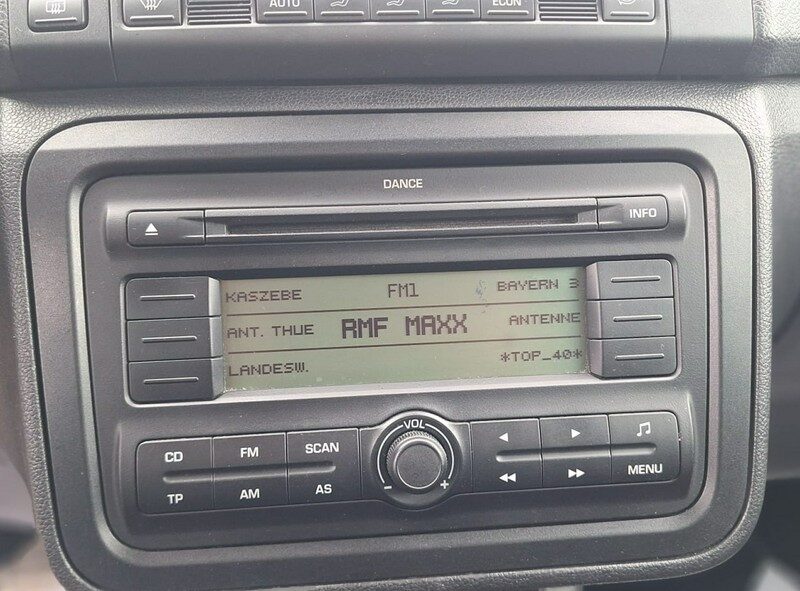 AUTO ECON
DANCE
INFO
KASZEBE FM1 BAYERN 3
ANT. THUE RMF MAXX ANTENNE
LANDESW. *TOP_40*
VOL
CD FM SCAN
TP AM AS MENU
- +